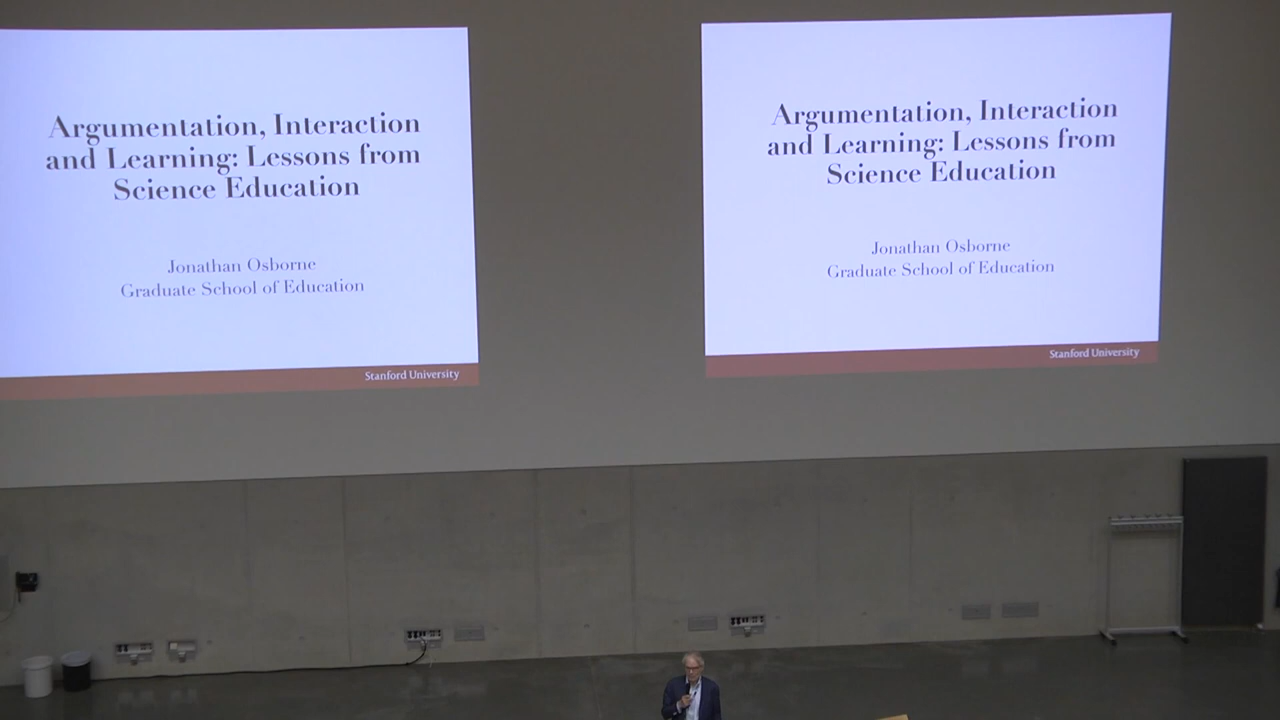 Argumentation, Interaction
and Learning: Lessons from
Science Education
Jonathan Osborne
Graduate School of Education
Stanford University
Argumentation, Interaction
and Learning: Lessons from
Science Education
Jonathan Osborne
Graduate School of Education
Stanford University